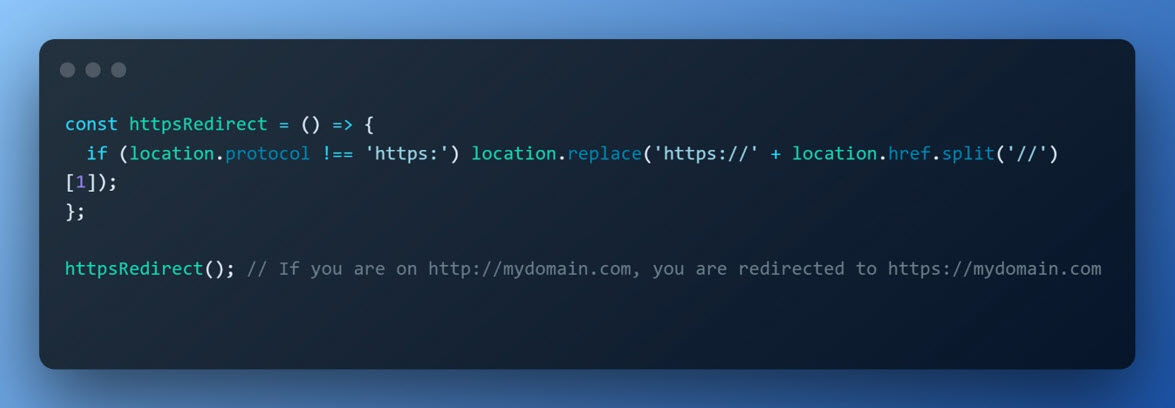 const httpsRedirect = () => {
  if (location.protocol !== 'https:') location.replace('https://' + location.href.split('//')
[1]);
};

httpsRedirect(); // If you are on http://mydomain.com, you are redirected to https://mydomain.com